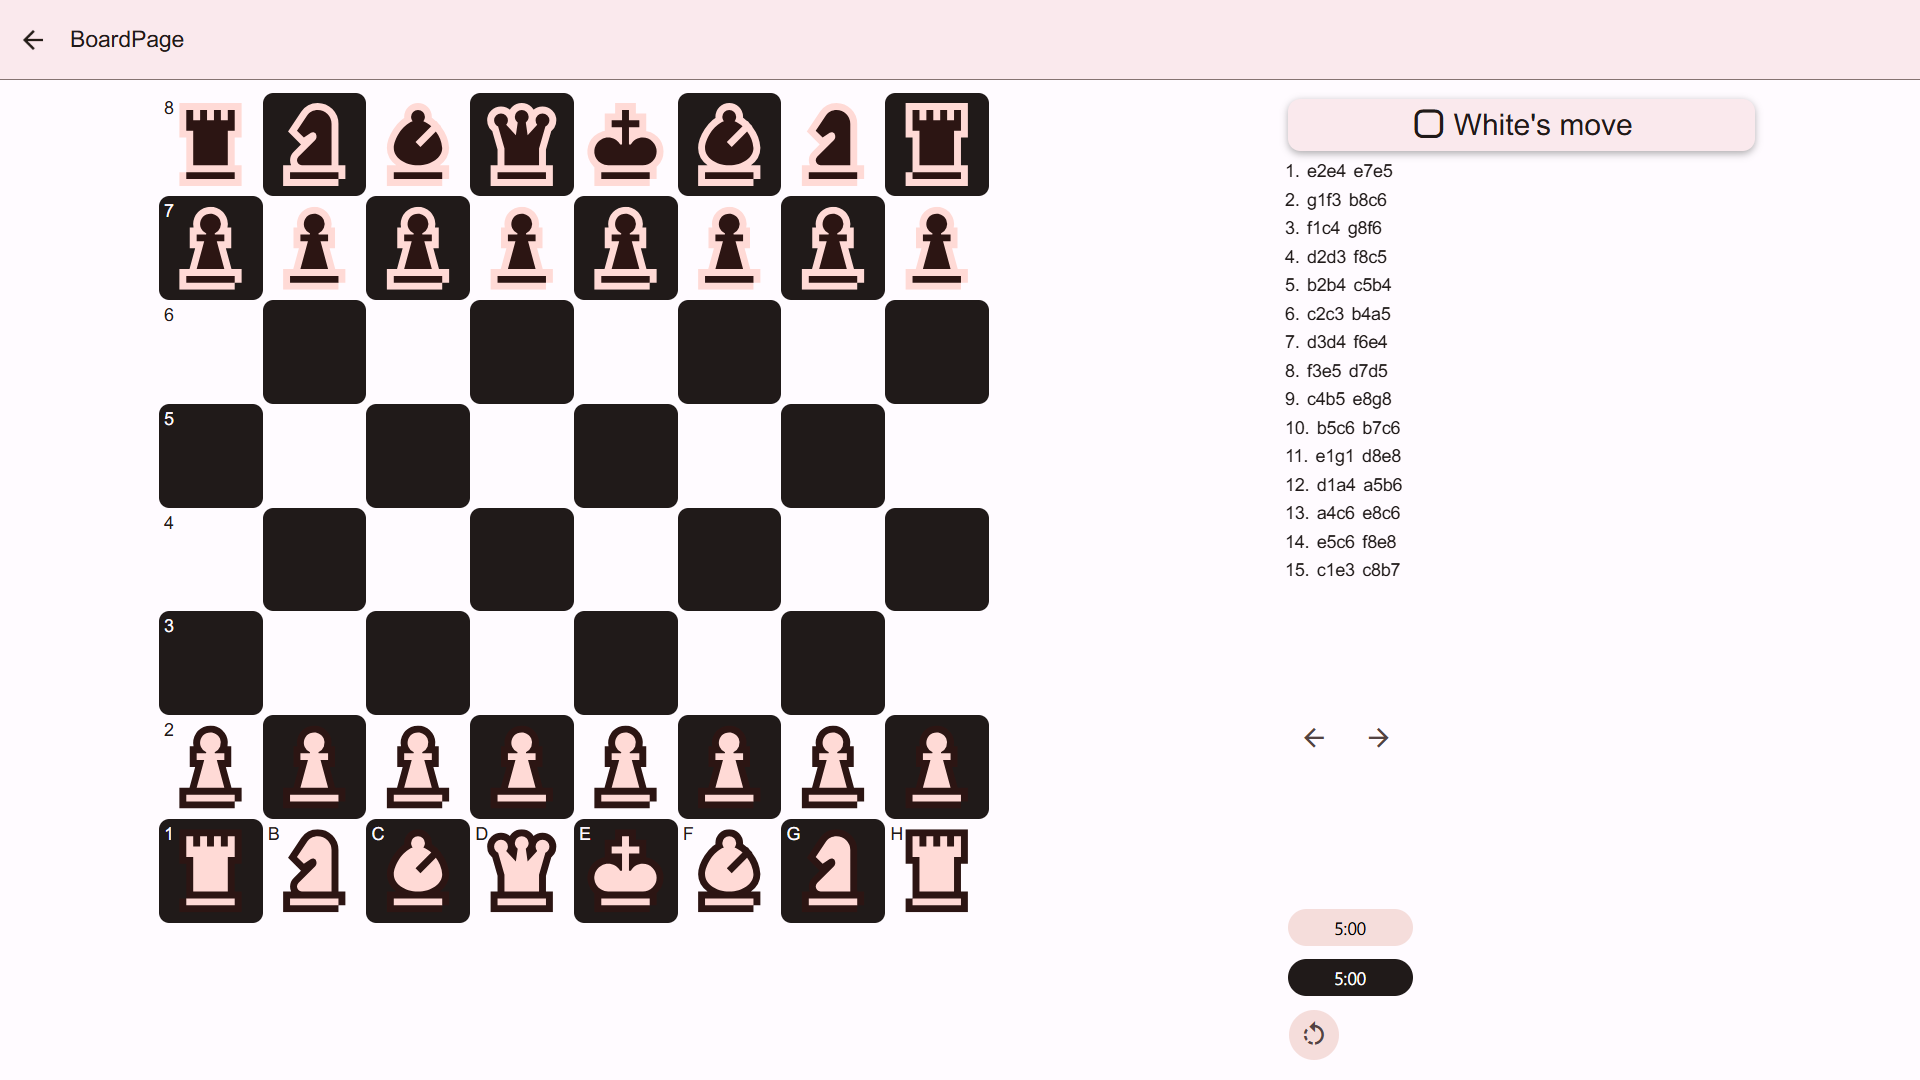 BoardPage
8
7
6
5
4
3
2
1 B C D E F G H
White's move
1. e2e4 e7e5
2. g1f3 b8c6
3. f1c4 g8f6
4. d2d3 f8c5
5. b2b4 c5b4
6. c2c3 b4a5
7. d3d4 f6e4
8. f3e5 d7d5
9. c4b5 e8g8
10. b5c6 b7c6
11. e1g1 d8e8
12. d1a4 a5b6
13. a4c6 e8c6
14. e5c6 f8e8
15. c1e3 c8b7
5:00
5:00